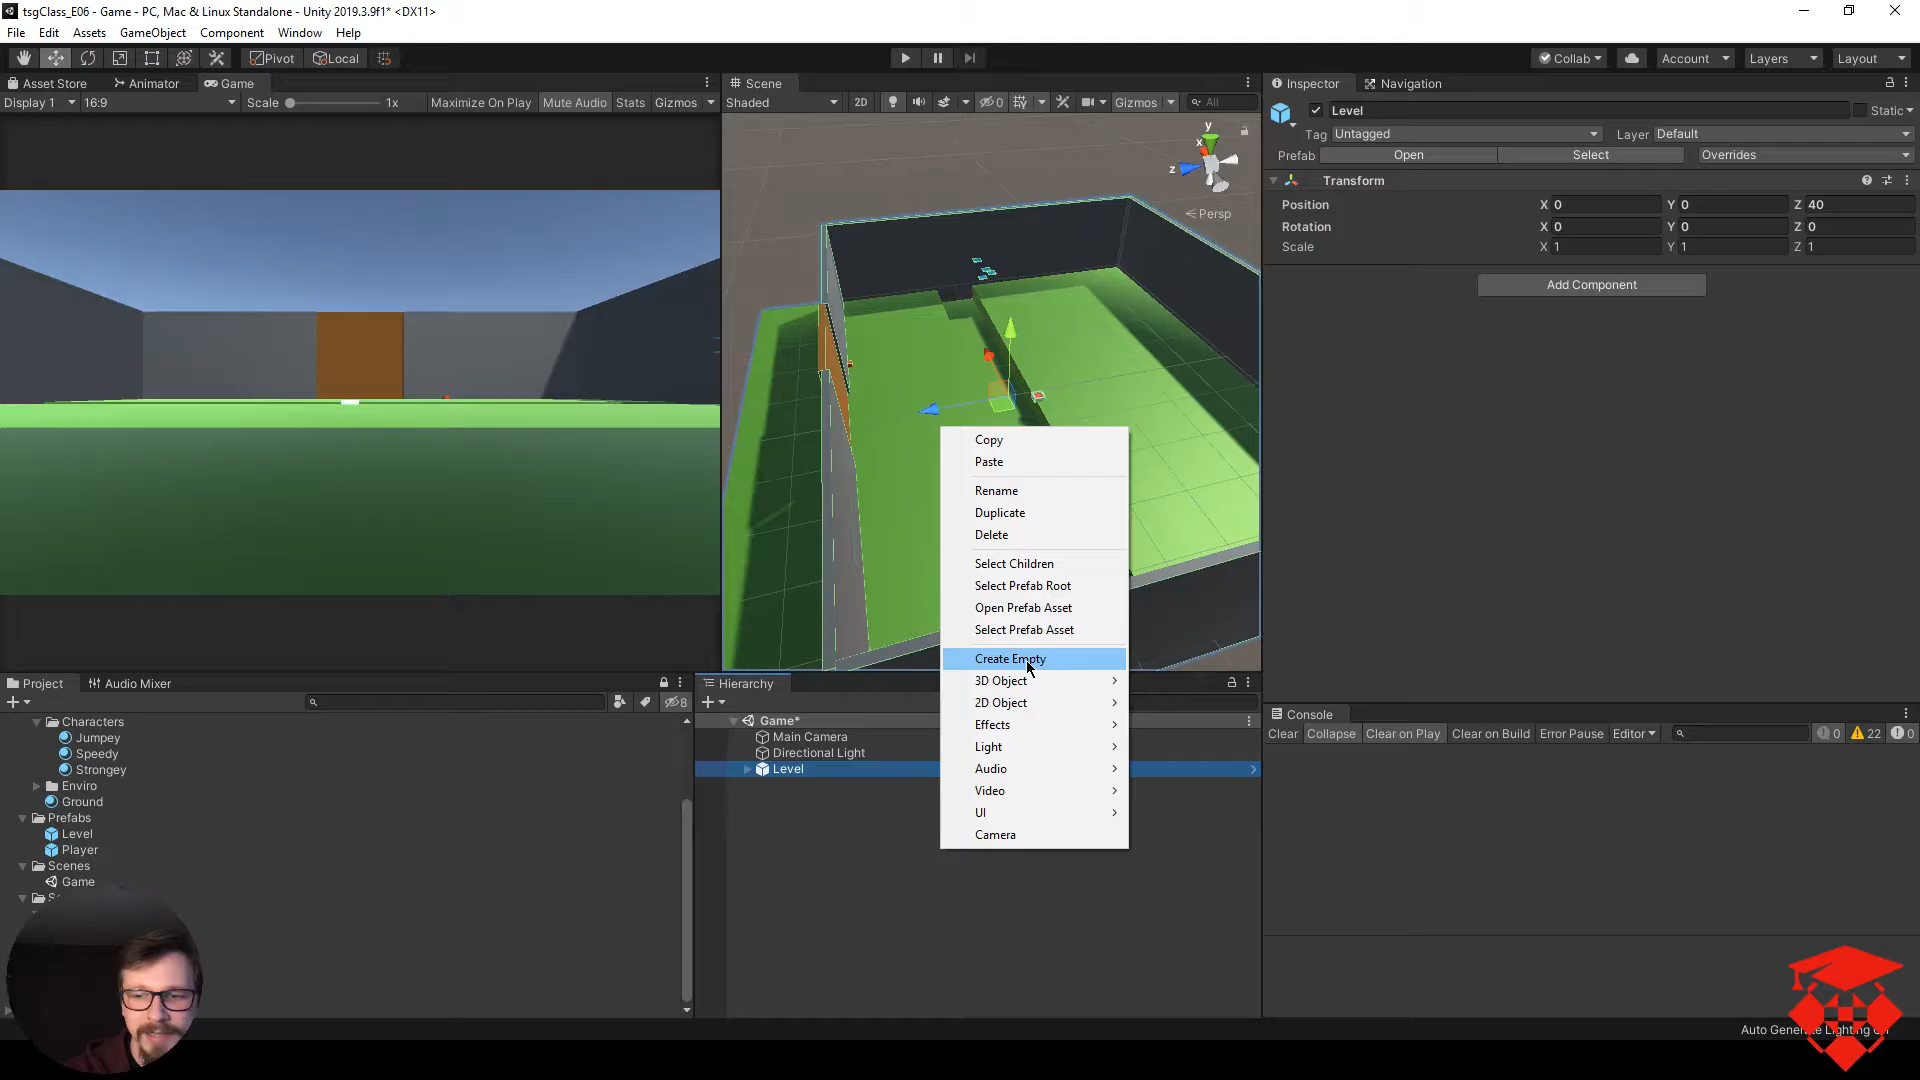 tsgClass_E06 - Game - PC, Mac & Linux Standalone - Unity 2019.3.9f1* <DX11>
File Edit Assets GameObject Component Window Help
Pivot Local Collab Account Layers Layout
Asset Store Animator Game
Display 1 16:9 Scale 1x Maximize On Play Mute Audio Stats Gizmos
Scene
Shaded 2D 0 Gizmos All
y
x
z
Persp
Inspector Navigation
Level Static
Tag Untagged Layer Default
Prefab Open Select Overrides
Transform
Position X 0 Y 0 Z 40
Rotation X 0 Y 0 Z 0
Scale X 1 Y 1 Z 1
Add Component
Copy
Paste
Rename
Duplicate
Delete
Select Children
Select Prefab Root
Open Prefab Asset
Select Prefab Asset
Create Empty
3D Object
2D Object
Effects
Light
Audio
Video
UI
Camera
Project Audio Mixer
8
Characters
Jumpey
Speedy
Strongey
Enviro
Ground
Prefabs
Level
Player
Scenes
Game
Hierarchy
Game*
Main Camera
Directional Light
Level
Console
Clear Collapse Clear on Play Clear on Build Error Pause Editor 0 22 0
Auto Generate Lighting